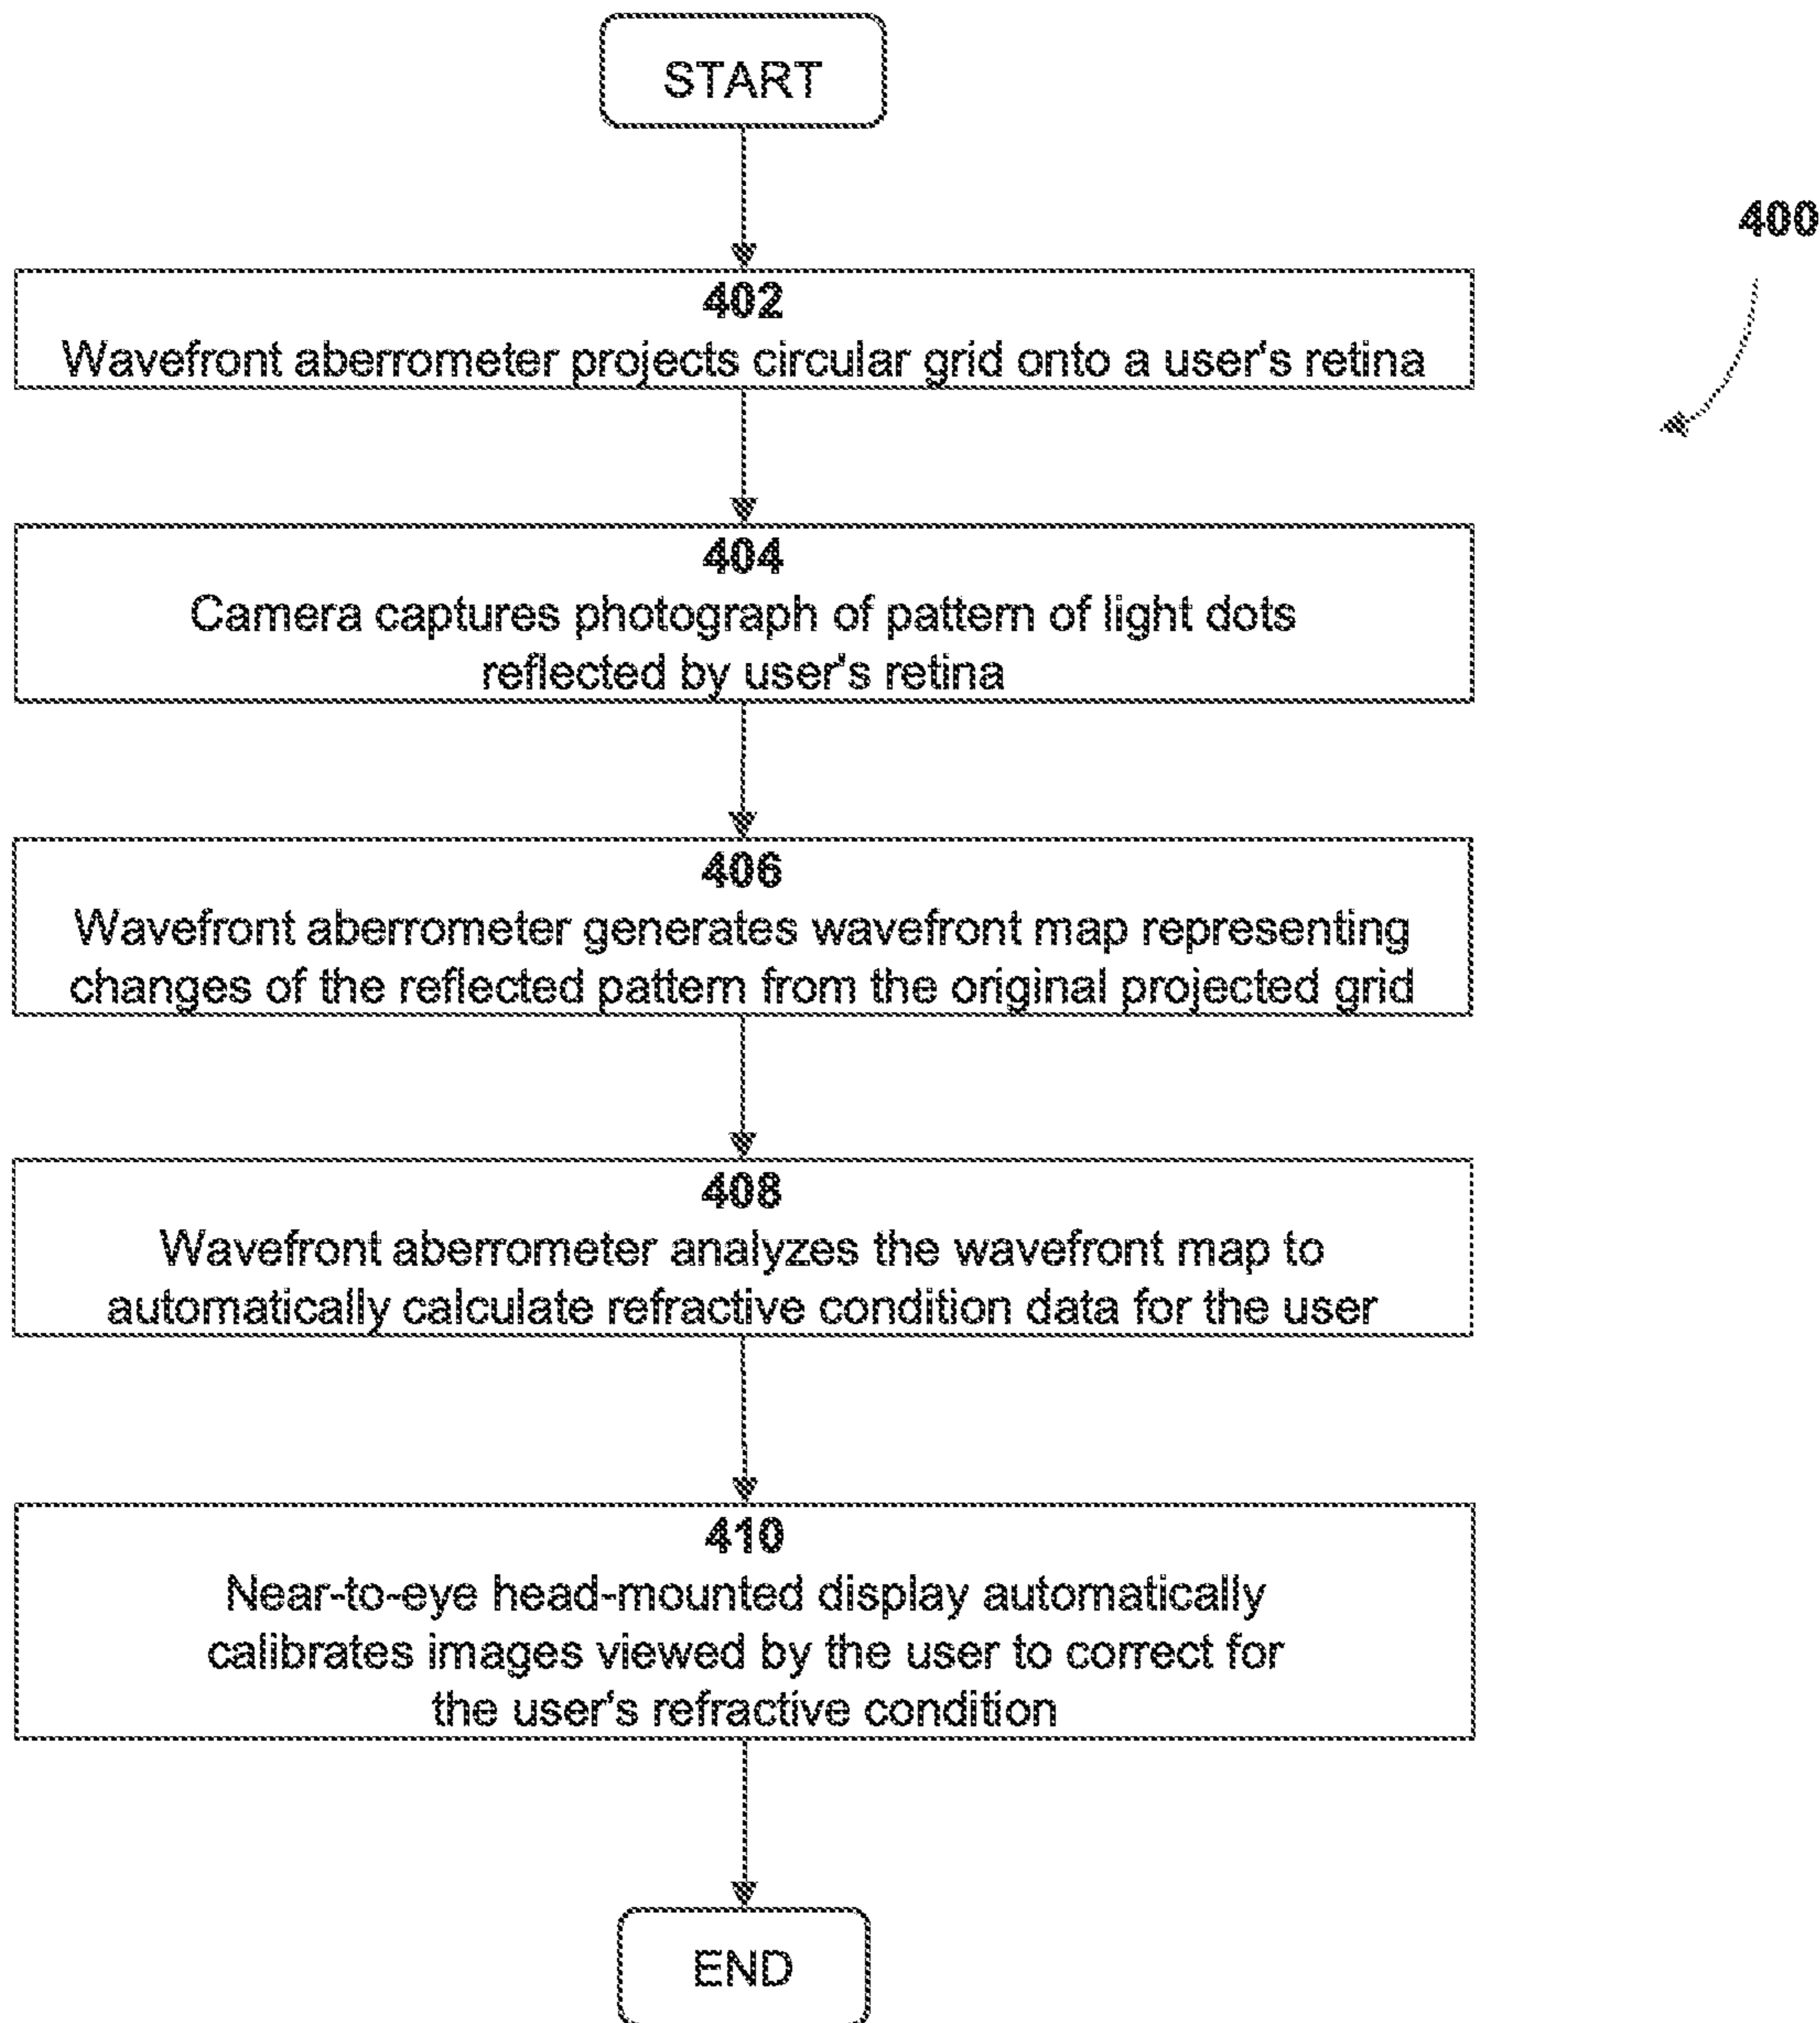 START
400
402
Wavefront aberrometer projects circular grid onto a user's retina
404
Camera captures photograph of pattern of light dots
reflected by user's retina
406
Wavefront aberrometer generates wavefront map representing
changes of the reflected pattern from the original projected grid
408
Wavefront aberrometer analyzes the wavefront map to
automatically calculate refractive condition data for the user
410
Near-to-eye head-mounted display automatically
calibrates images viewed by the user to correct for
the user's refractive condition
END